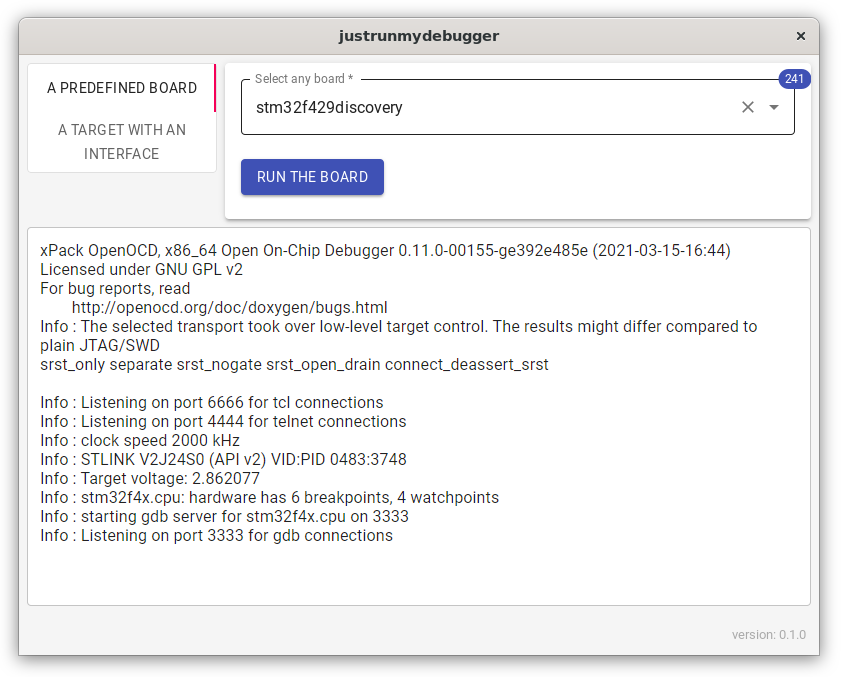 justrunmydebugger
×
A PREDEFINED BOARD
A TARGET WITH AN
INTERFACE
Select any board *
241
stm32f429discovery
RUN THE BOARD
xPack OpenOCD, x86_64 Open On-Chip Debugger 0.11.0-00155-ge392e485e (2021-03-15-16:44)
Licensed under GNU GPL v2
For bug reports, read
http://openocd.org/doc/doxygen/bugs.html
Info : The selected transport took over low-level target control. The results might differ compared to
plain JTAG/SWD
srst_only separate srst_nogate srst_open_drain connect_deassert_srst
Info : Listening on port 6666 for tcl connections
Info : Listening on port 4444 for telnet connections
Info : clock speed 2000 kHz
Info : STLINK V2J24S0 (API v2) VID:PID 0483:3748
Info : Target voltage: 2.862077
Info : stm32f4x.cpu: hardware has 6 breakpoints, 4 watchpoints
Info : starting gdb server for stm32f4x.cpu on 3333
Info : Listening on port 3333 for gdb connections
version: 0.1.0